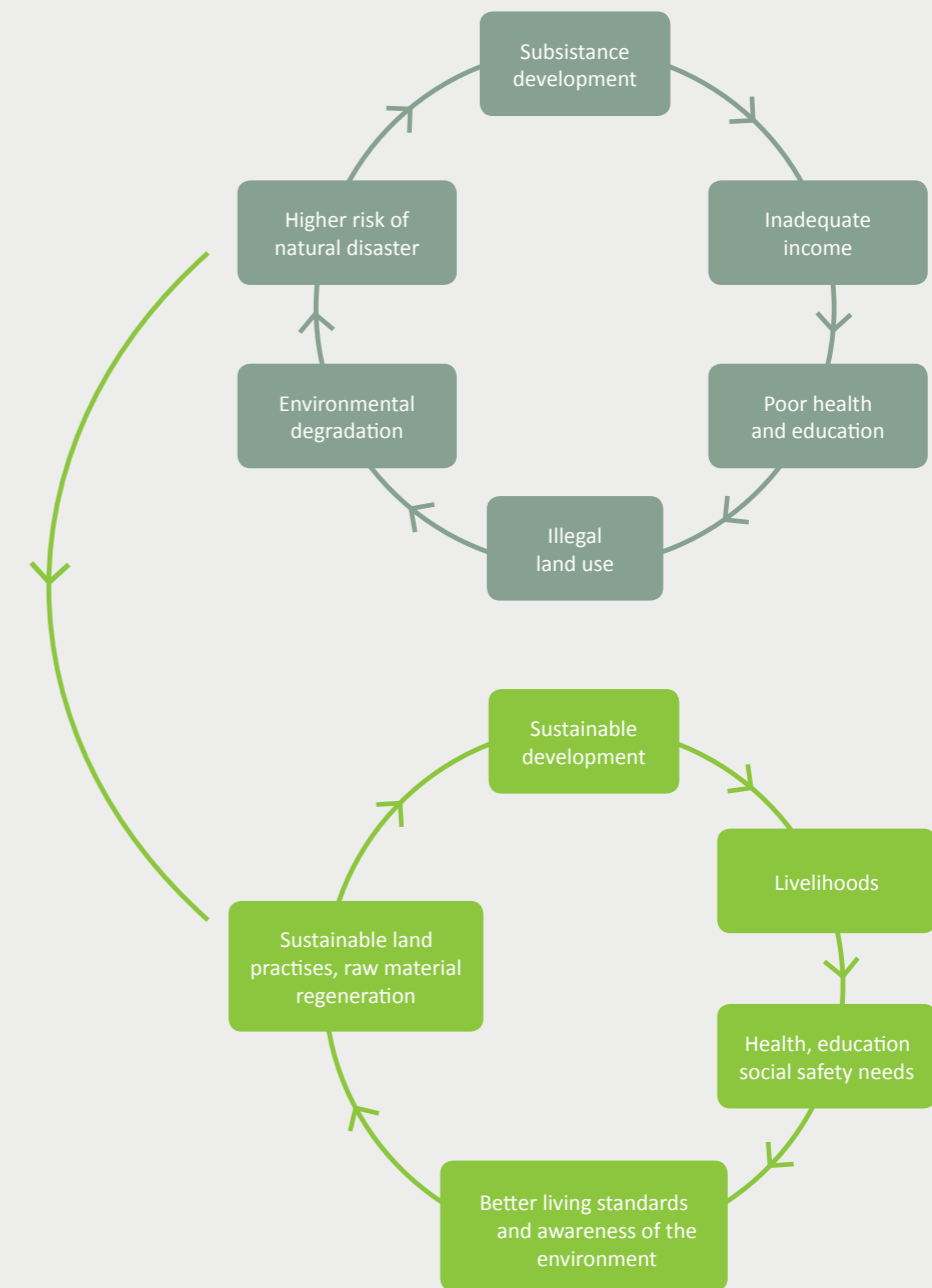 Subsistance
development
Inadequate
income
Poor health
and education
Illegal
land use
Environmental
degradation
Higher risk of
natural disaster
Sustainable
development
Livelihoods
Health, education
social safety needs
Better living standards
and awareness of the
environment
Sustainable land
practises, raw material
regeneration